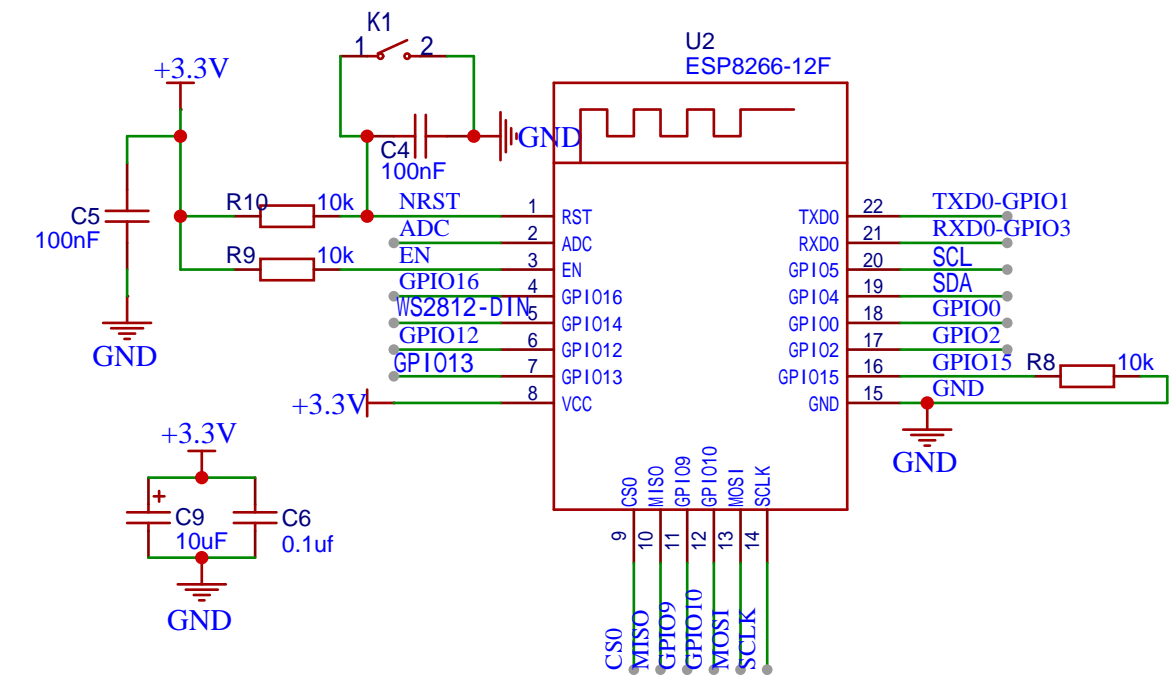 K1
1 2
+3.3V
U2
ESP8266-12F
GND
C4
100nF
C5
100nF
R10 10k
NRST
ADC
R9 10k
EN
GPIO16
WS2812-DIN
GPIO12
GPIO13
+3.3V
GND
1 RST
2 ADC
3 EN
4 GPIO16
5 GPIO14
6 GPIO12
7 GPIO13
8 VCC
TXD0 22 TXD0-GPIO1
RXD0 21 RXD0-GPIO3
GPIO5 20 SCL
GPIO4 19 SDA
GPIO0 18 GPIO0
GPIO2 17 GPIO2
GPIO15 16 GPIO15 R8 10k
GND 15 GND
GND
+3.3V
+
C9
10uF
C6
0.1uf
GND
CS0
MISO
GPIO9
GPIO10
MOSI
SCLK
9
10
11
12
13
14
CS0
MISO
GPIO9
GPIO10
MOSI
SCLK